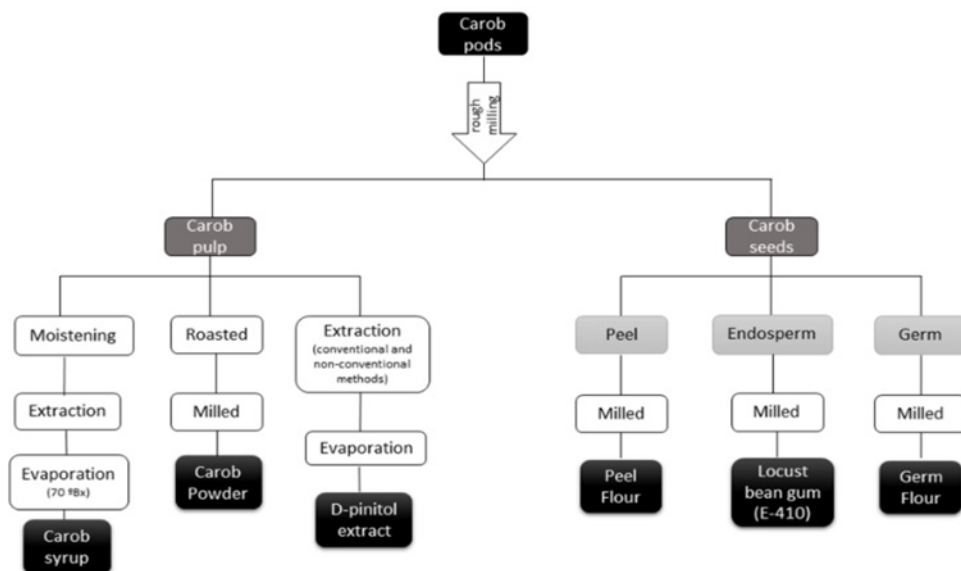 Carob
pods
rough
milling
Carob
pulp
Carob
seeds
Moistening
Extraction
Evaporation
(70 ºBx)
Carob
syrup
Roasted
Milled
Carob
Powder
Extraction
(conventional and
non-conventional
methods)
Evaporation
D-pinitol
extract
Peel
Milled
Peel
Flour
Endosperm
Milled
Locust
bean gum
(E-410)
Germ
Milled
Germ
Flour